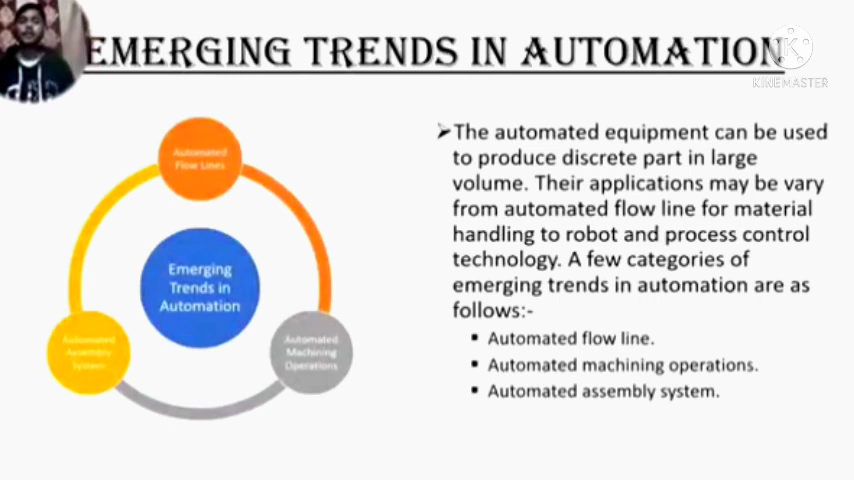 EMERGING TRENDS IN AUTOMATION
K
KINEMASTER
Automated
Flow Lines
Emerging
Trends in
Automation
Automated
Assembly
System
Automated
Machining
Operations
➢The automated equipment can be used
to produce discrete part in large
volume. Their applications may be vary
from automated flow line for material
handling to robot and process control
technology. A few categories of
emerging trends in automation are as
follows:-
▪ Automated flow line.
▪ Automated machining operations.
▪ Automated assembly system.